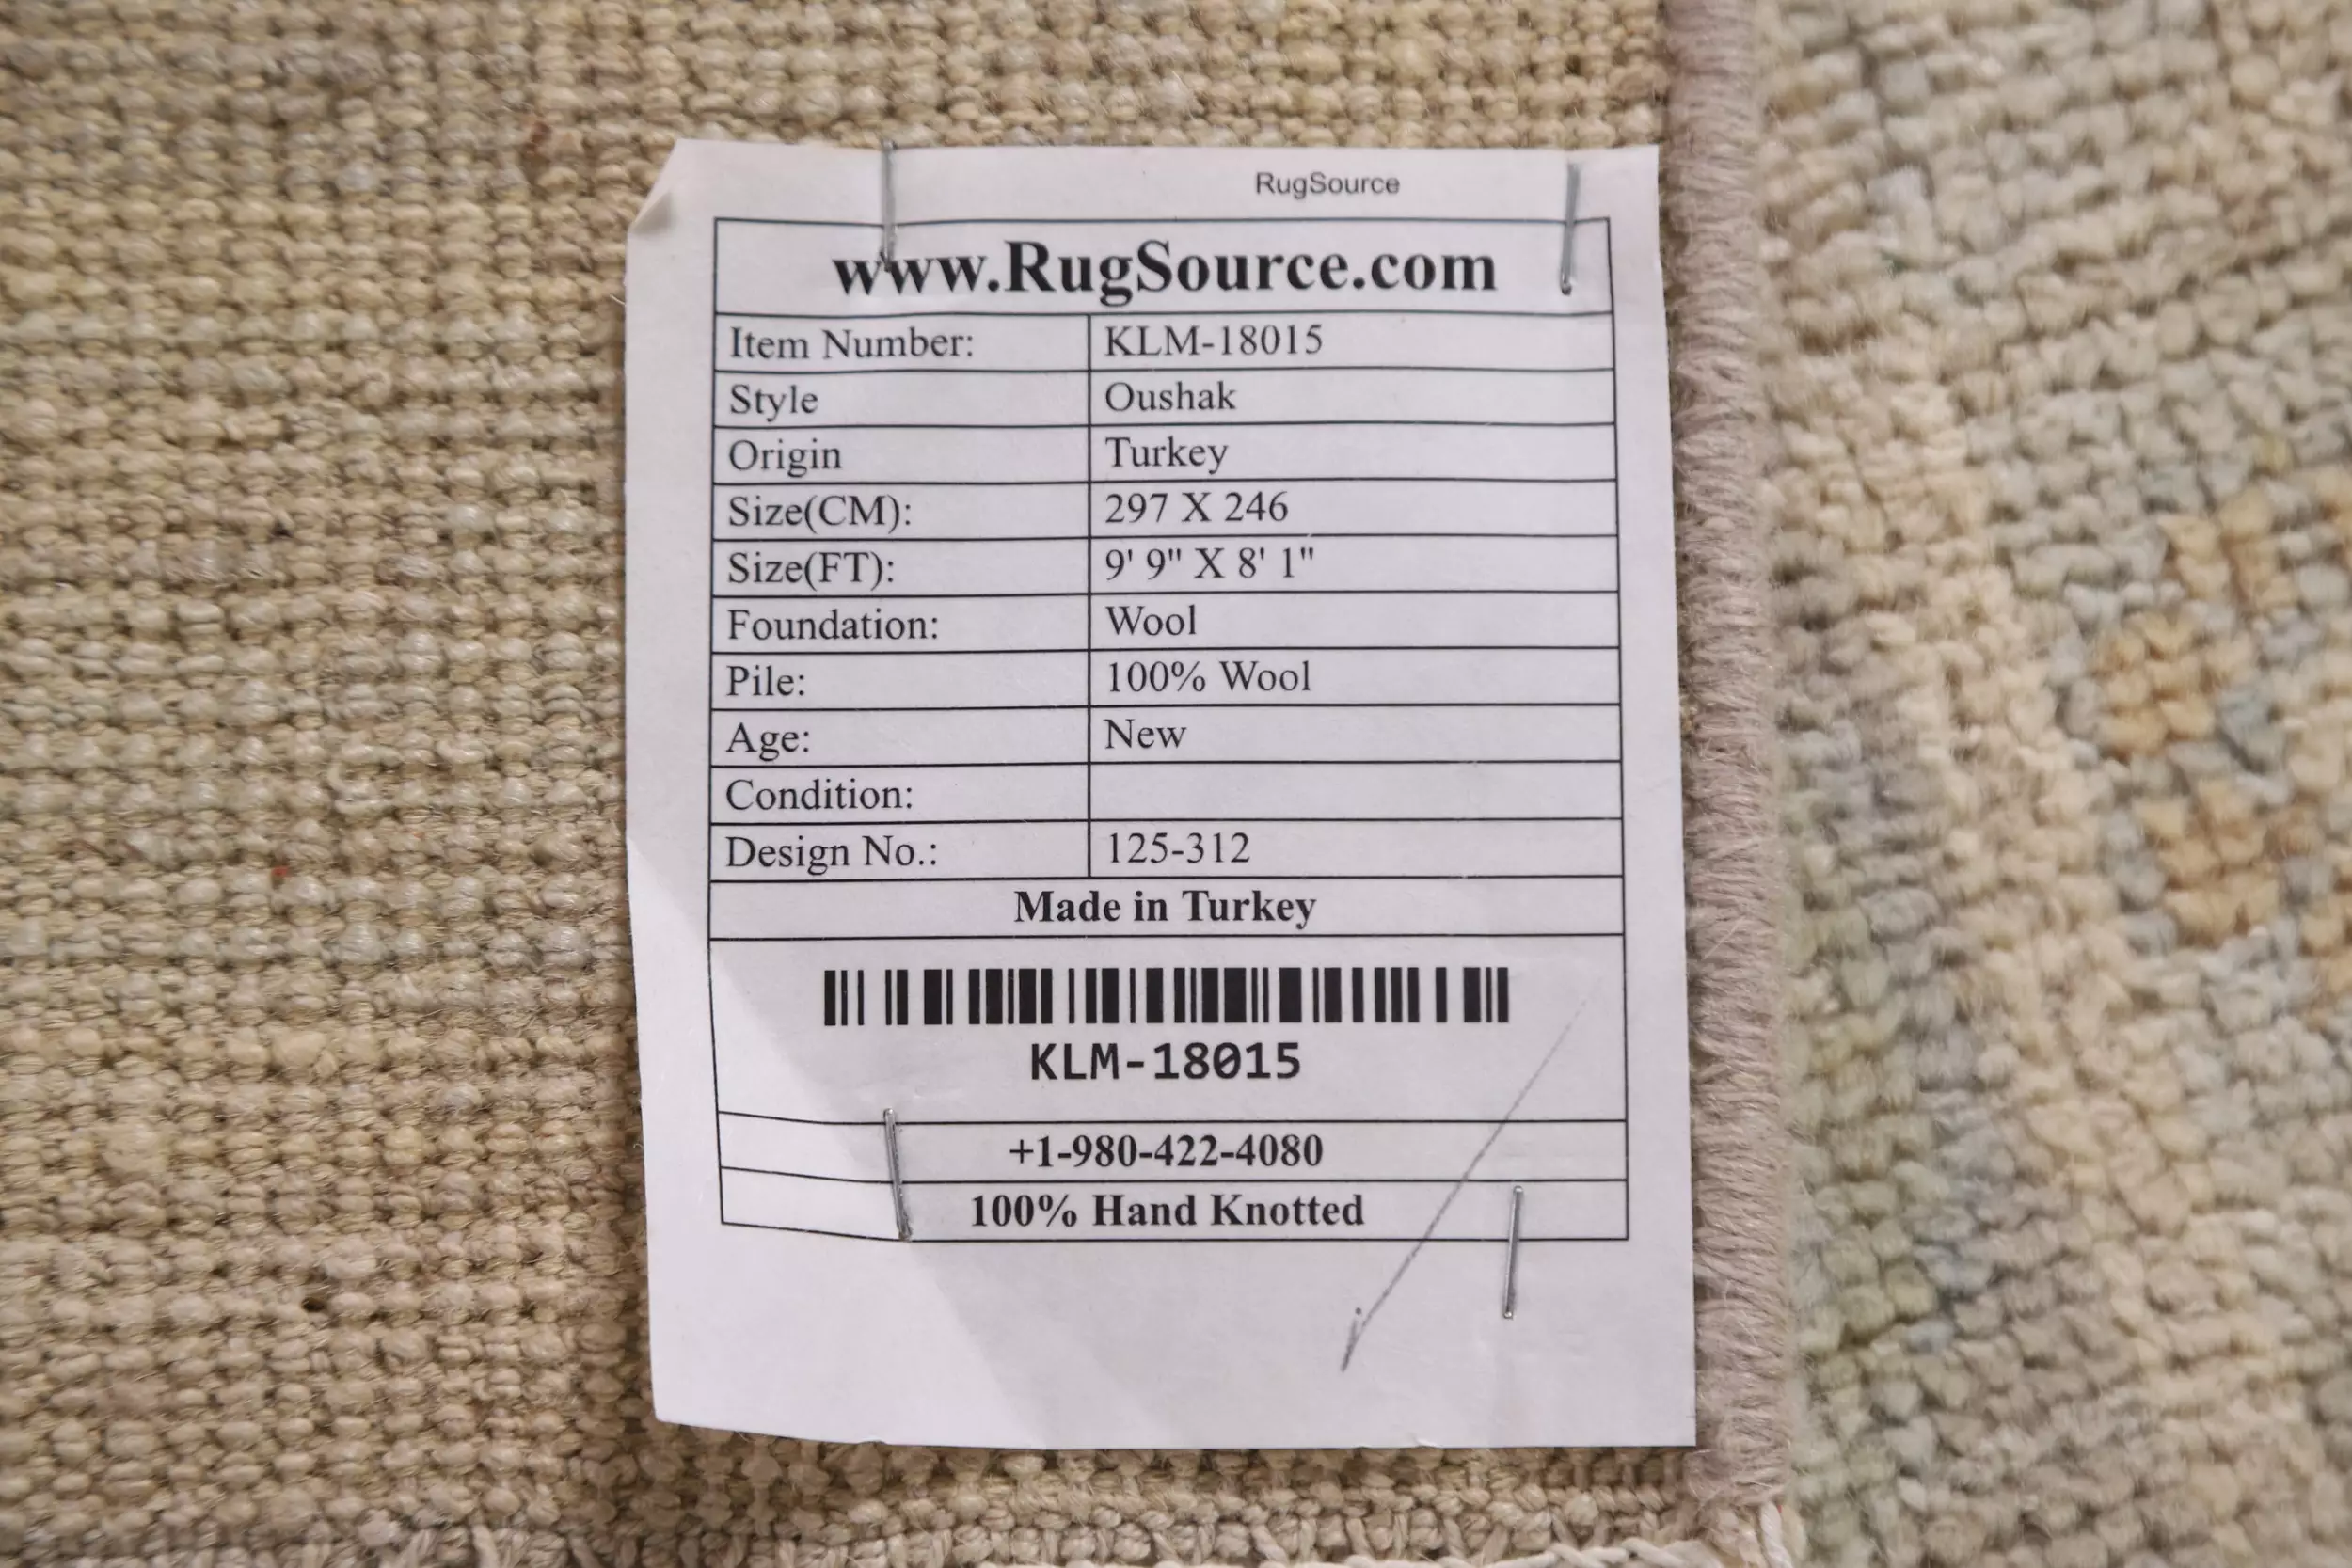 RugSource
www.RugSource.com
Item Number: KLM-18015
Style Oushak
Origin Turkey
Size(CM): 297 X 246
Size(FT): 9' 9" X 8' 1"
Foundation: Wool
Pile: 100% Wool
Age: New
Condition:
Design No.: 125-312
Made in Turkey
KLM-18015
+1-980-422-4080
100% Hand Knotted